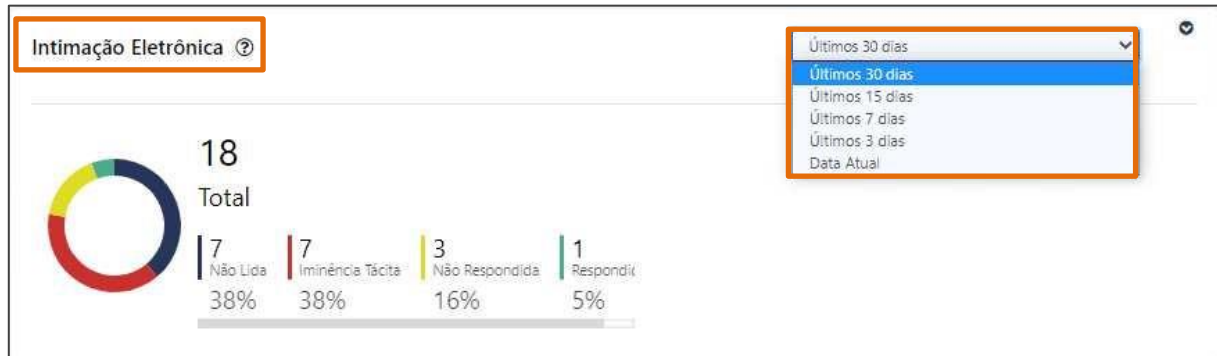 Intimação Eletrônica ?
Últimos 30 dias
Últimos 30 dias
Últimos 15 dias
Últimos 7 dias
Últimos 3 dias
Data Atual
18
Total
7 7 3 1
Não Lida Iminência Tácita Não Respondida Respondid
38% 38% 16% 5%